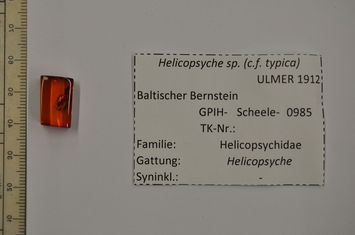 Helicopsyche sp. (c.f. typica)
ULMER 1912
Baltischer Bernstein
GPIH- Scheele- 0985
TK-Nr.:
Familie: Helicopsychidae
Gattung: Helicopsyche
Syninkl.: -